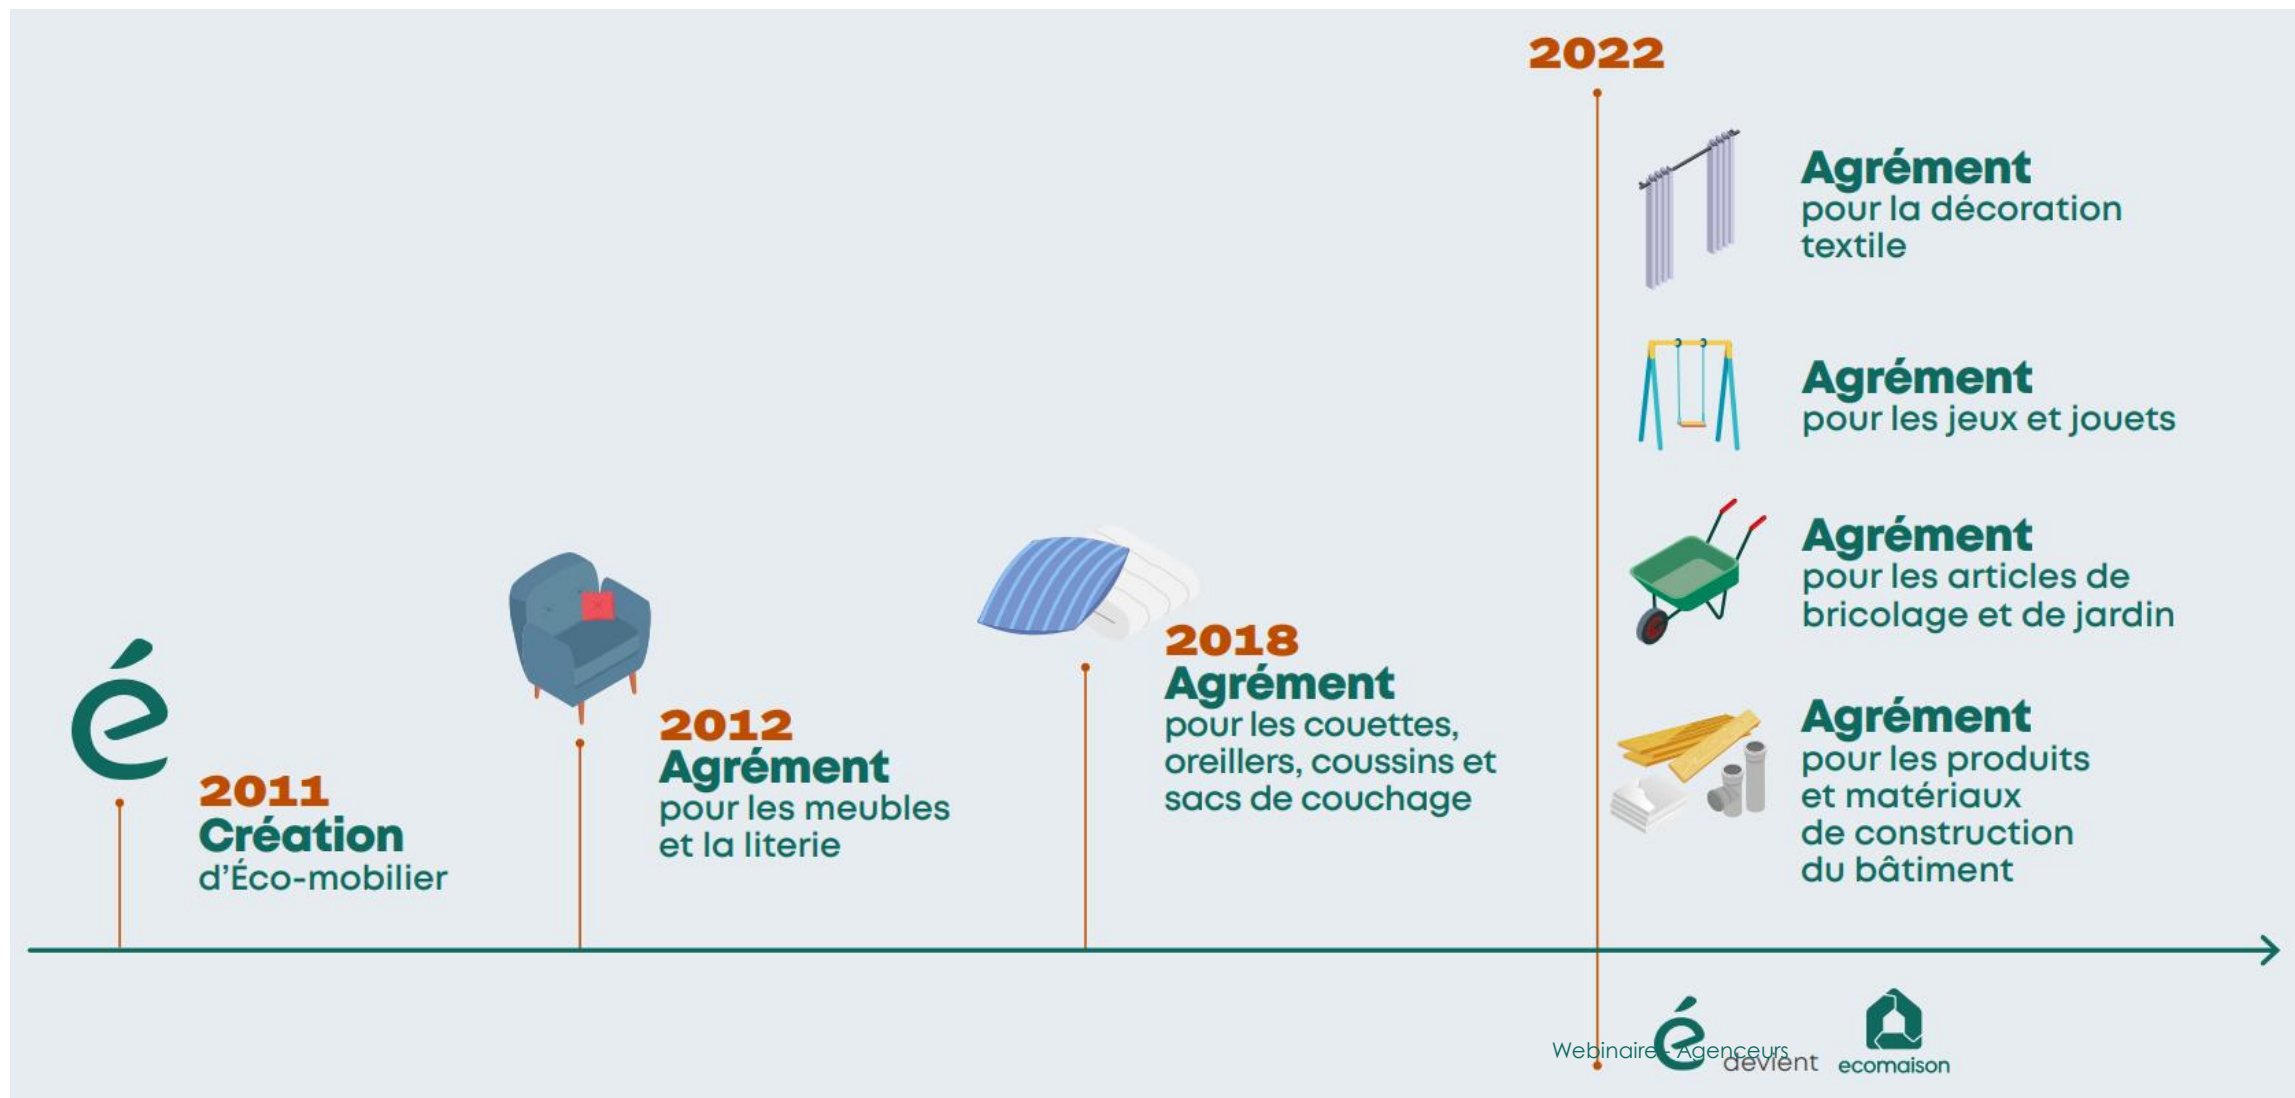 é
2011
Création
d'Éco-mobilier
2012
Agrément
pour les meubles
et la literie
2018
Agrément
pour les couettes,
oreillers, coussins et
sacs de couchage
2022
Agrément
pour la décoration
textile
Agrément
pour les jeux et jouets
Agrément
pour les articles de
bricolage et de jardin
Agrément
pour les produits
et matériaux
de construction
du bâtiment
Webinaire - Agenceurs
é devient ecomaison